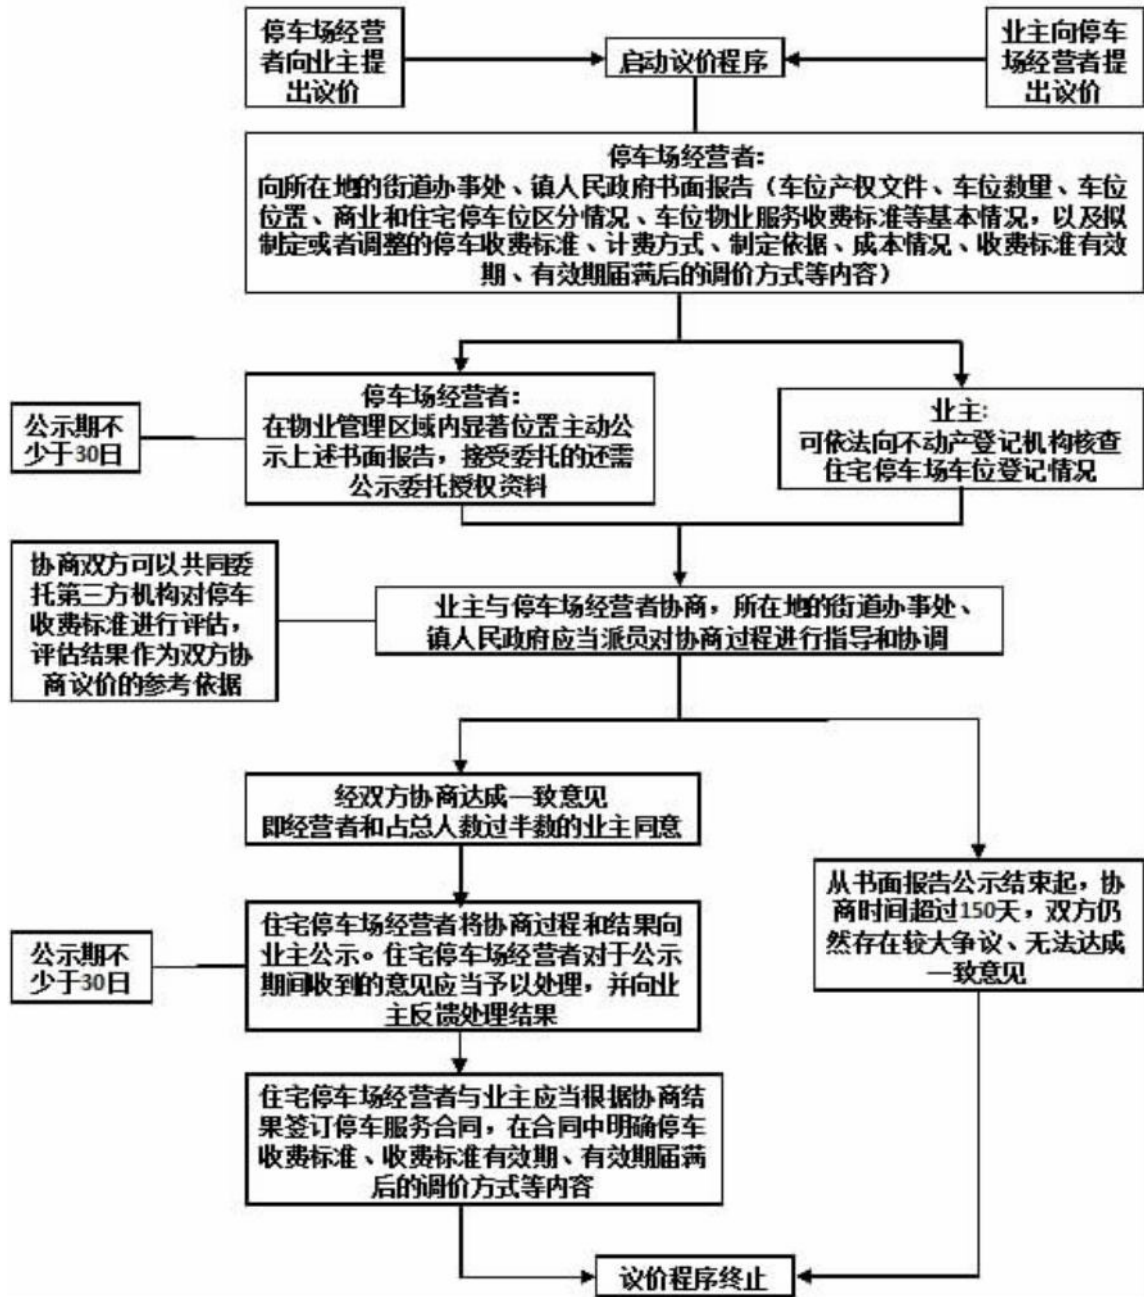 停车场经营
者向业主提
出议价
启动议价程序
业主向停车
场经营者提
出议价
停车场经营者：
向所在地的街道办事处、镇人民政府书面报告（车位产权文件、车位数量、车位
位置、商业和住宅停车位区分情况、车位物业服务收费标准等基本情况，以及拟
制定或者调整的停车收费标准、计费方式、制定依据、成本情况、收费标准有效
期、有效期届满后的调价方式等内容）
公示期不
少于30日
停车场经营者：
在物业管理区域内显著位置主动公
示上述书面报告，接受委托的还需
公示委托授权资料
业主：
可依法向不动产登记机构核查
住宅停车场车位登记情况
协商双方可以共同委
托第三方机构对停车
收费标准进行评估，
评估结果作为双方协
商议价的参考依据
业主与停车场经营者协商，所在地的街道办事处、
镇人民政府应当派员对协商过程进行指导和协调
经双方协商达成一致意见
即经营者和占总人数过半数的业主同意
从书面报告公示结束起，协
商时间超过150天，双方仍
然存在较大争议、无法达成
一致意见
公示期不
少于30日
住宅停车场经营者将协商过程和结果向
业主公示。住宅停车场经营者对于公示
期间收到的意见应当予以处理，并向业
主反馈处理结果
住宅停车场经营者与业主应当根据协商结
果签订停车服务合同，在合同中明确停车
收费标准、收费标准有效期、有效期届满
后的调价方式等内容
议价程序终止